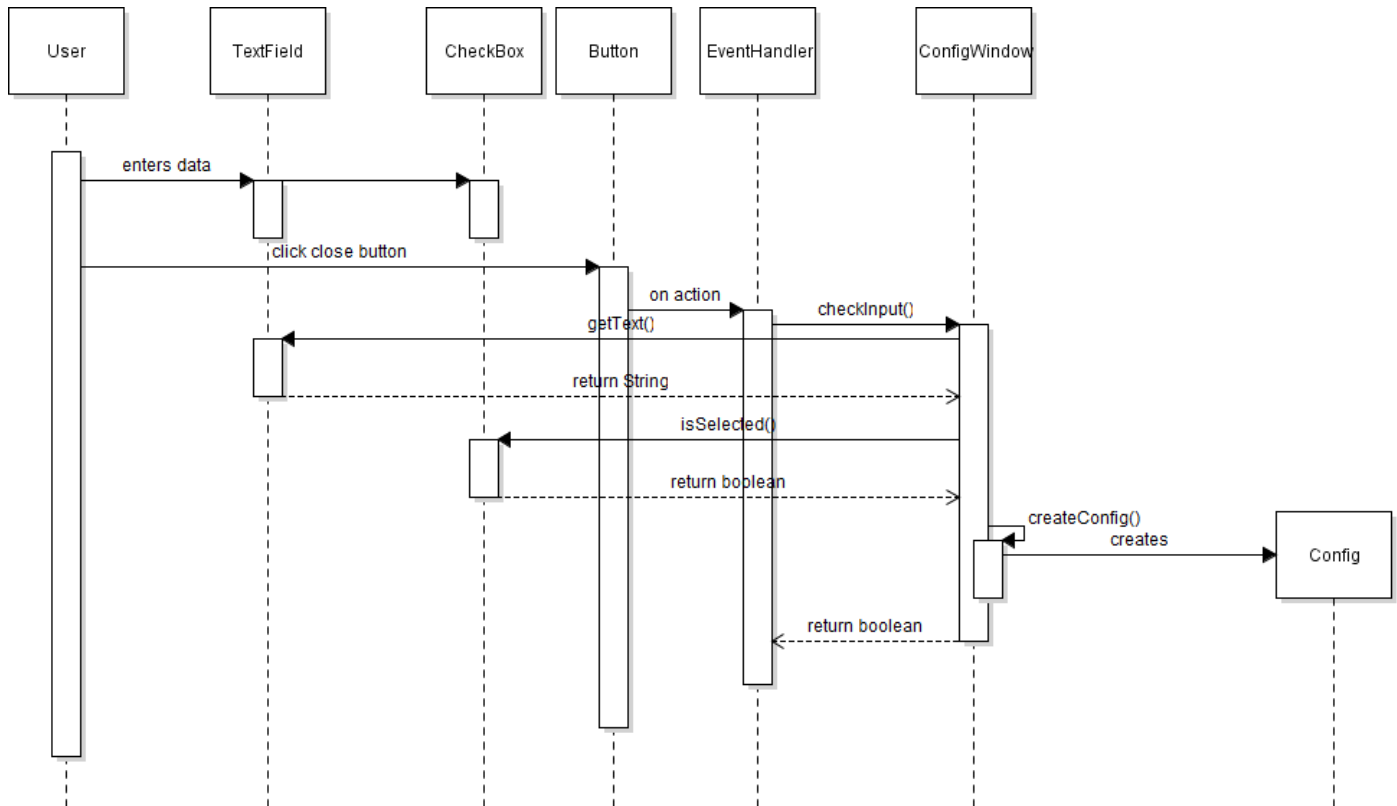 User
TextField
CheckBox
Button
EventHandler
ConfigWindow
enters data
click close button
on action
checkInput()
getText()
return String
isSelected()
return boolean
createConfig()
creates
Config
return boolean